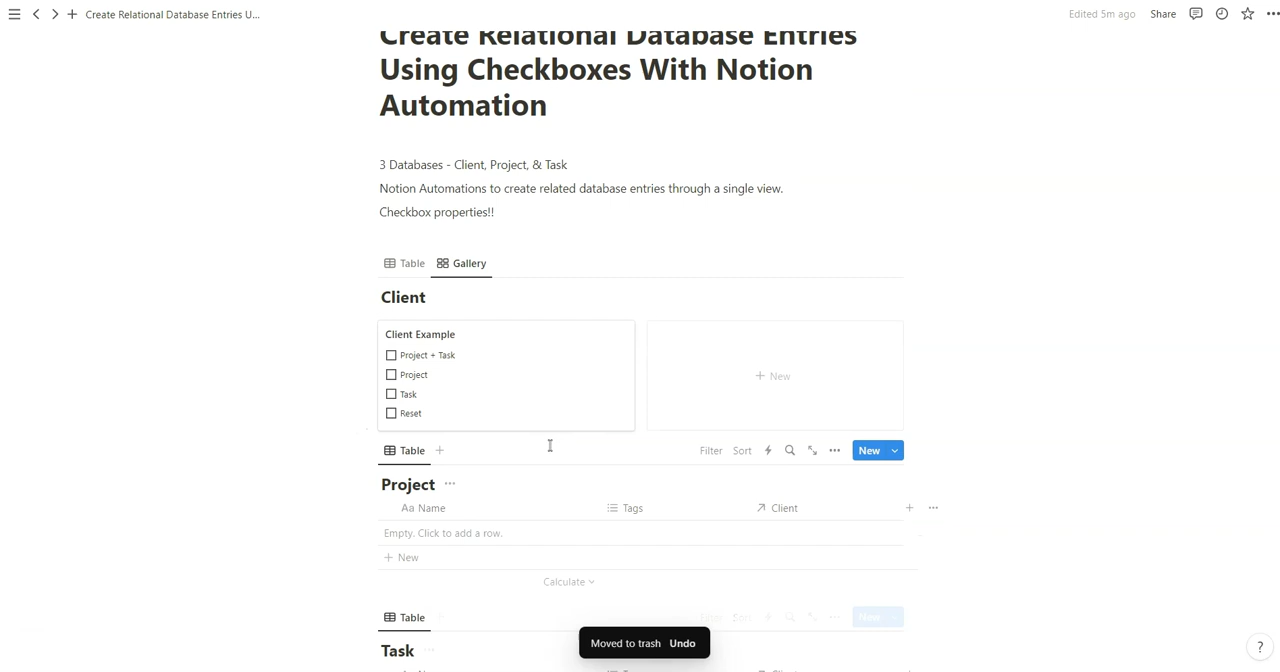 Create Relational Database Entries U... Edited 5m ago Share
Create Relational Database Entries
Using Checkboxes With Notion
Automation
3 Databases - Client, Project, & Task
Notion Automations to create related database entries through a single view.
Checkbox properties!!
Table Gallery
Client
Client Example
Project + Task
Project
Task
Reset
+ New
Table + Filter Sort New
Project
Aa Name Tags Client +
Empty. Click to add a row.
+ New
Calculate
Table Filter Sort New
Moved to trash Undo
Task
?